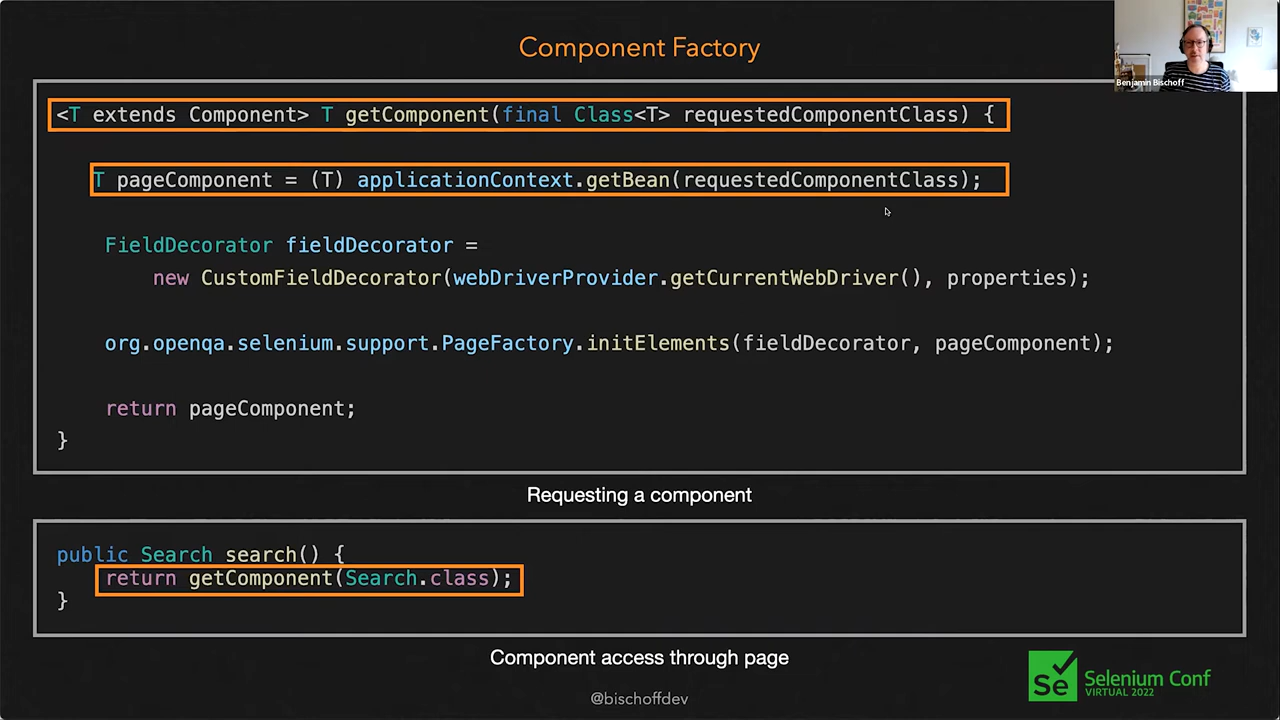 Component Factory
Benjamin Bischoff
<T extends Component> T getComponent(final Class<T> requestedComponentClass) {
T pageComponent = (T) applicationContext.getBean(requestedComponentClass);
FieldDecorator fieldDecorator =
new CustomFieldDecorator(webDriverProvider.getCurrentWebDriver(), properties);
org.openqa.selenium.support.PageFactory.initElements(fieldDecorator, pageComponent);
return pageComponent;
}
Requesting a component
public Search search() {
return getComponent(Search.class);
}
Component access through page
@bischoffdev
Se
Selenium Conf
VIRTUAL 2022